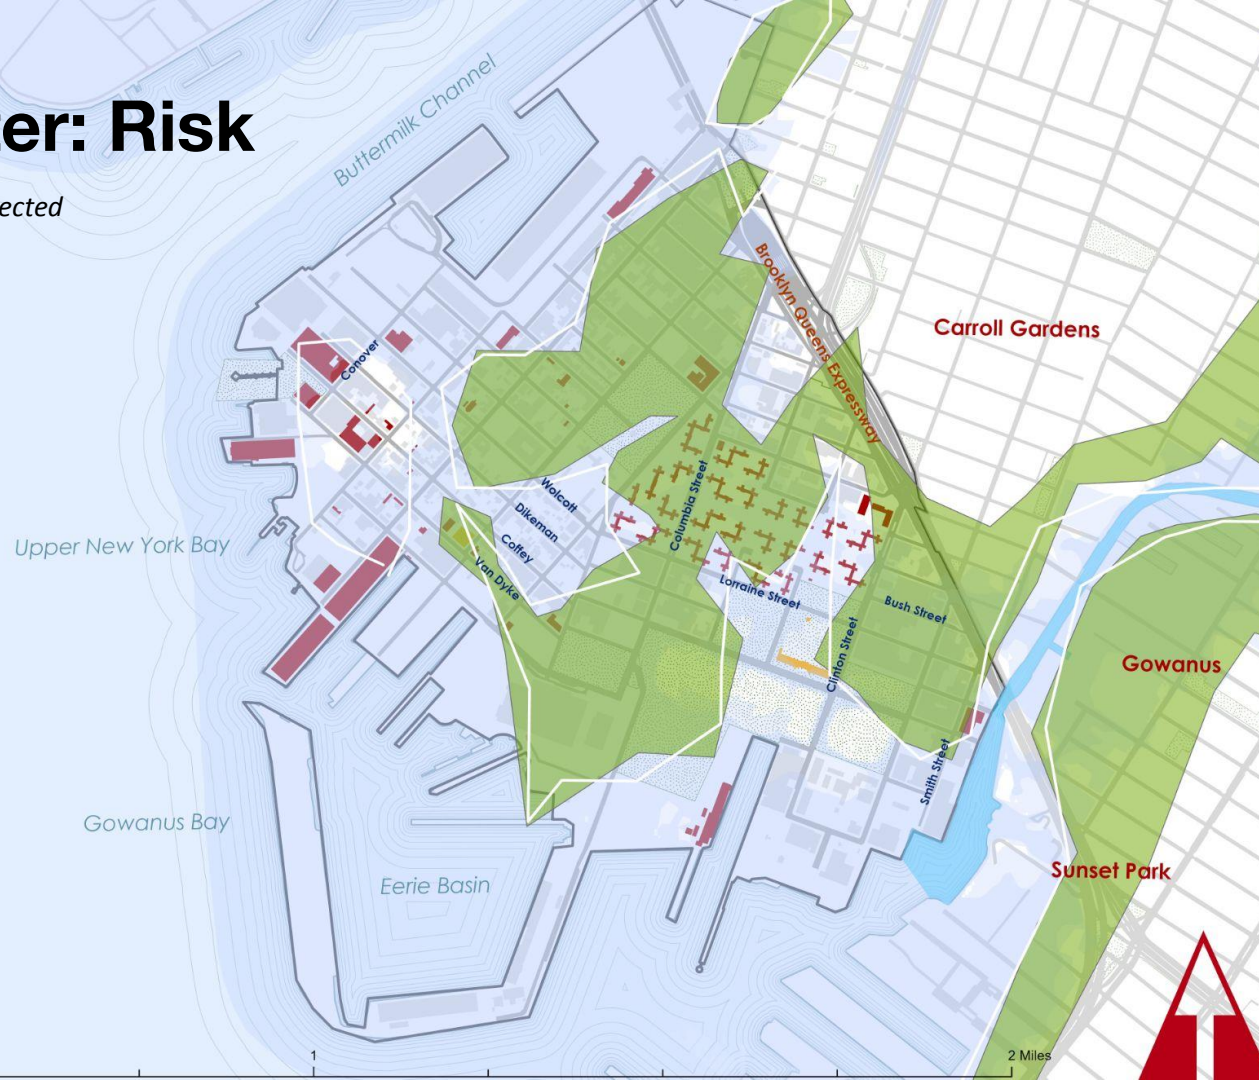 er: Risk
ected
Buttermilk Channel
Brooklyn Queens Expressway
Carroll Gardens
Conover
Columbia Street
Wolcott
Dikeman
Coffey
Van Dyke
Upper New York Bay
Lorraine Street
Bush Street
Clinton Street
Gowanus
Smith Street
Gowanus Bay
Eerie Basin
Sunset Park
1
2 Miles